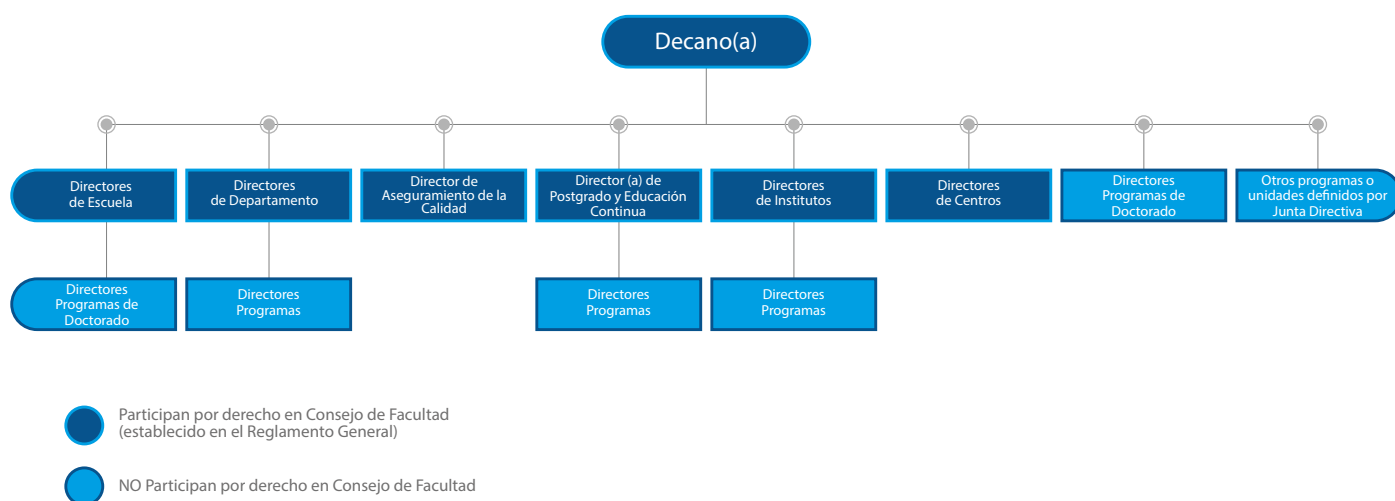 Decano(a)
Directores
de Escuela
Directores
de Departamento
Director de
Aseguramiento de la
Calidad
Director (a) de
Postgrado y Educación
Continua
Directores
de Institutos
Directores
de Centros
Directores
Programas de
Doctorado
Otros programas o
unidades definidos por
Junta Directiva
Directores
Programas de
Doctorado
Directores
Programas
Directores
Programas
Directores
Programas
Participan por derecho en Consejo de Facultad
(establecido en el Reglamento General)
NO Participan por derecho en Consejo de Facultad